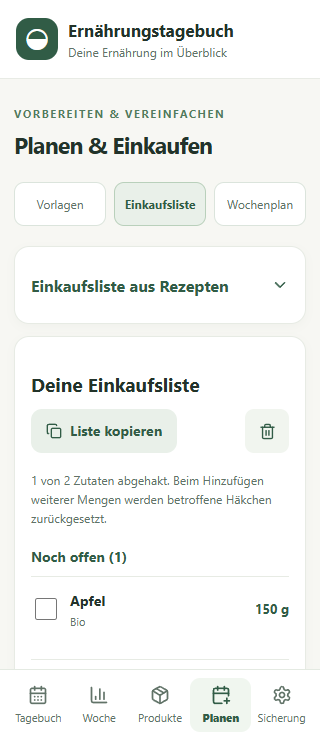 Ernährungstagebuch
Deine Ernährung im Überblick
VORBEREITEN & VEREINFACHEN
Planen & Einkaufen
Vorlagen
Einkaufsliste
Wochenplan
Einkaufsliste aus Rezepten
Deine Einkaufsliste
Liste kopieren
1 von 2 Zutaten abgehakt. Beim Hinzufügen
weiterer Mengen werden betroffene Häkchen
zurückgesetzt.
Noch offen (1)
Apfel
150 g
Bio
Tagebuch
Woche
Produkte
Planen
Sicherung